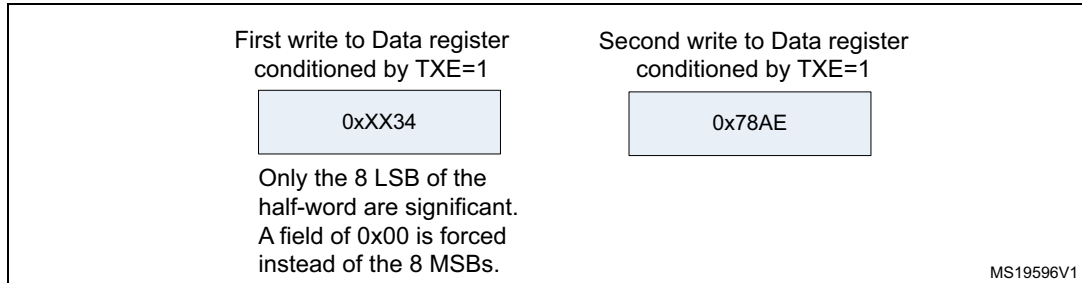 First write to Data register
conditioned by TXE=1
0xXX34
Only the 8 LSB of the
half-word are significant.
A field of 0x00 is forced
instead of the 8 MSBs.
Second write to Data register
conditioned by TXE=1
0x78AE
MS19596V1